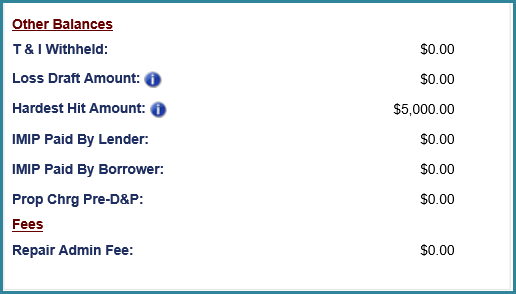 Other Balances
T & I Withheld: $0.00
Loss Draft Amount: $0.00
Hardest Hit Amount: $5,000.00
IMIP Paid By Lender: $0.00
IMIP Paid By Borrower: $0.00
Prop Chrg Pre-D&P: $0.00
Fees
Repair Admin Fee: $0.00